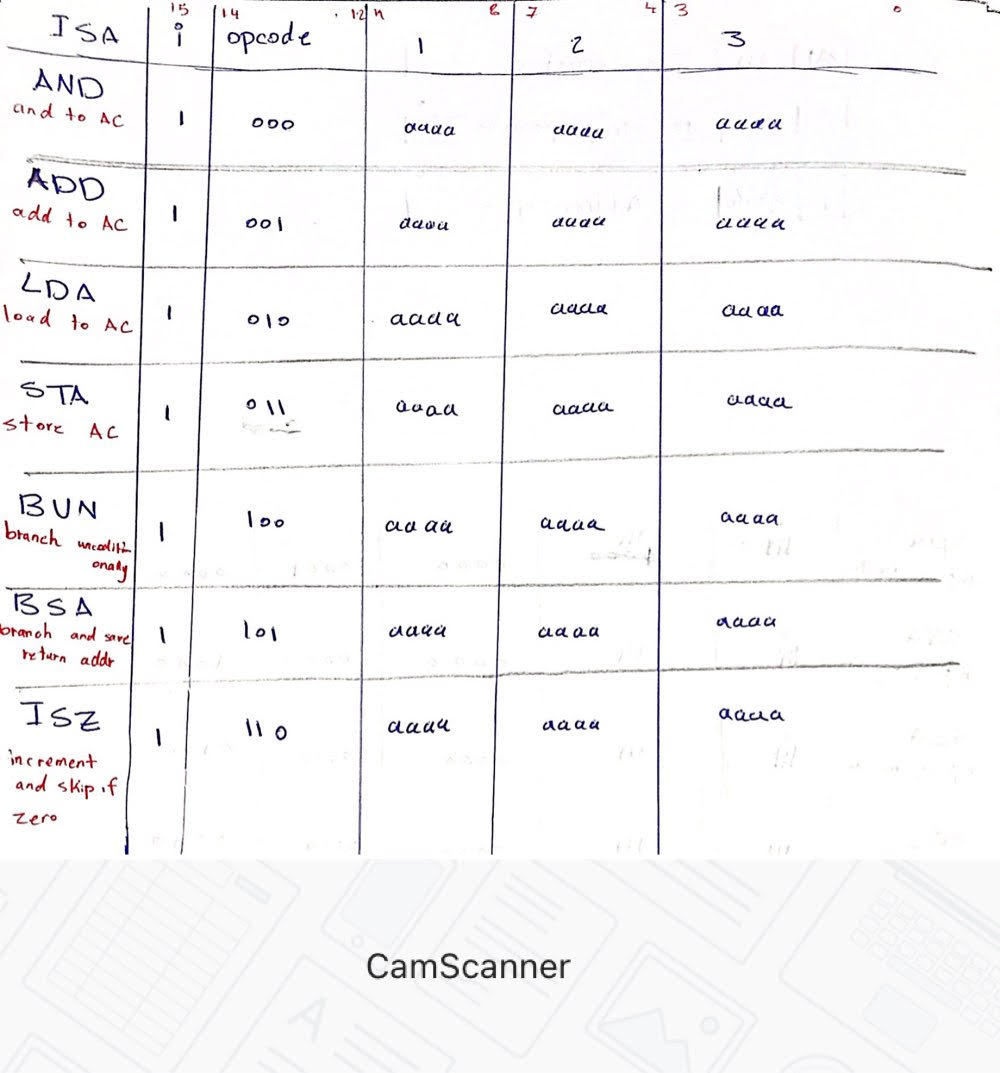 15 14 12 11 8 7 4 3 0
ISA i opcode 1 2 3
AND
and to AC 1 000 aaaa aaaa aaaa
ADD
add to AC 1 001 aaaa aaaa aaaa
LDA
load to AC 1 010 aaaa aaaa aaaa
STA
store AC 1 011 aaaa aaaa aaaa
BUN 1 100 aaaa aaaa aaaa
branch
onally
BSA
branch and save 1 101 aaaa aaaa aaaa
return addr
ISZ 1 110 aaaa aaaa aaaa
increment
and skip if
zero
CamScanner